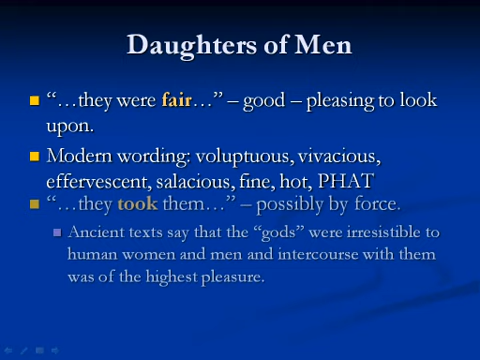 Daughters of Men
“…they were fair…” – good – pleasing to look
upon.
Modern wording: voluptuous, vivacious,
effervescent, salacious, fine, hot, PHAT
“…they took them…” – possibly by force.
Ancient texts say that the “gods” were irresistible to
human women and men and intercourse with them
was of the highest pleasure.